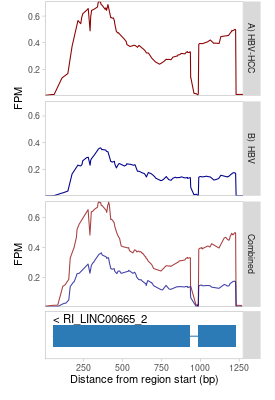 0.6
0.4
0.2
FPM
A) HBV-HCC
0.6
0.4
0.2
FPM
B) HBV
0.6
0.4
0.2
FPM
Combined
< RI_LINC00665_2
250 500 750 1000 1250
Distance from region start (bp)